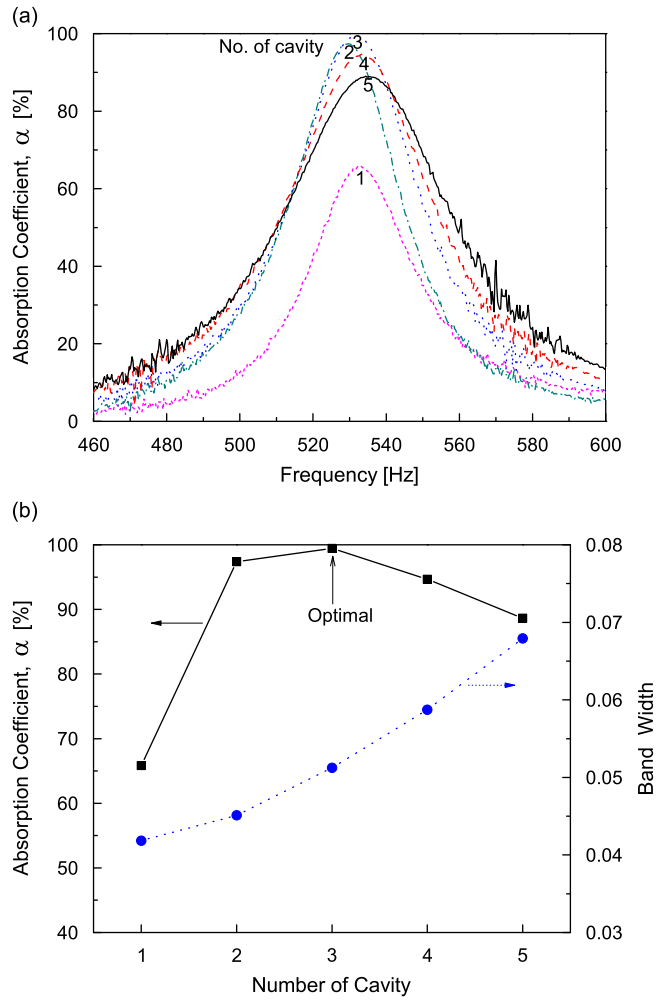 (a)
100
80
60
40
20
0
Absorption Coefficient, α [%]
No. of cavity
3
2
4
5
1
460 480 500 520 540 560 580 600
Frequency [Hz]
(b)
100
90
80
70
60
50
40
Absorption Coefficient, α [%]
Optimal
0.08
0.07
0.06
0.05
0.04
0.03
Band Width
1 2 3 4 5
Number of Cavity